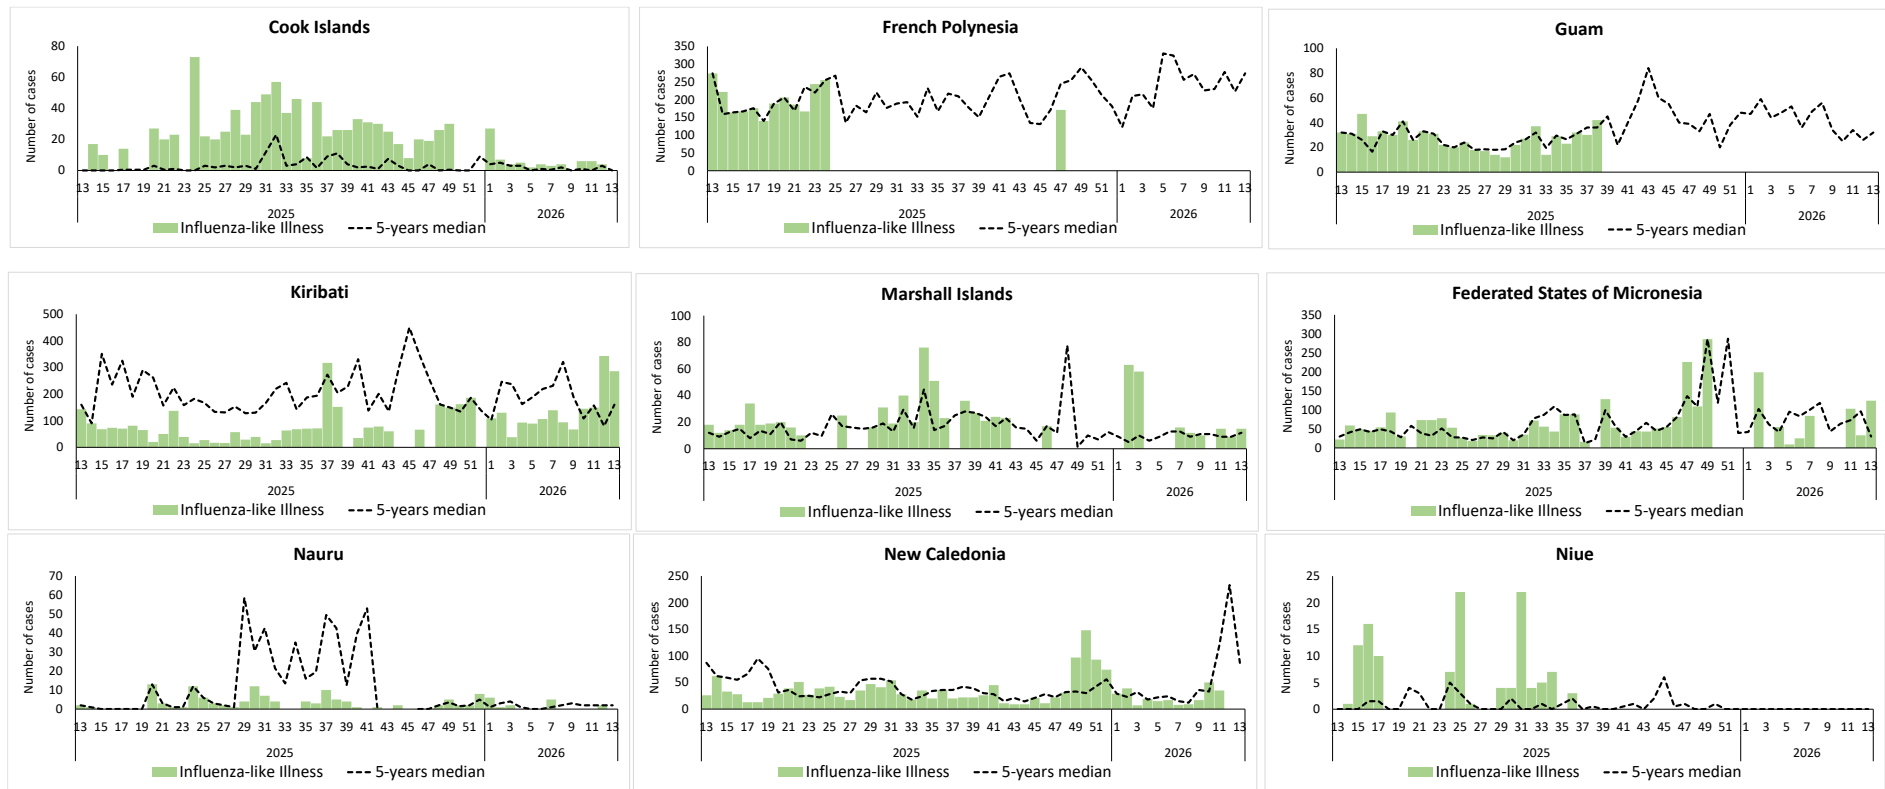 Cook Islands
Number of cases
80
60
40
20
0
13 15 17 19 21 23 25 27 29 31 33 35 37 39 41 43 45 47 49 51 1 3 5 7 9 11 13
2025 2026
Influenza-like Illness 5-years median
French Polynesia
Number of cases
350
300
250
200
150
100
50
0
13 15 17 19 21 23 25 27 29 31 33 35 37 39 41 43 45 47 49 51 1 3 5 7 9 11 13
2025 2026
Influenza-like Illness 5-years median
Guam
Number of cases
100
80
60
40
20
0
13 15 17 19 21 23 25 27 29 31 33 35 37 39 41 43 45 47 49 51 1 3 5 7 9 11 13
2025 2026
Influenza-like Illness 5-years median
Kiribati
Number of cases
500
400
300
200
100
0
13 15 17 19 21 23 25 27 29 31 33 35 37 39 41 43 45 47 49 51 1 3 5 7 9 11 13
2025 2026
Influenza-like Illness 5-years median
Marshall Islands
Number of cases
100
80
60
40
20
0
13 15 17 19 21 23 25 27 29 31 33 35 37 39 41 43 45 47 49 51 1 3 5 7 9 11 13
2025 2026
Influenza-like Illness 5-years median
Federated States of Micronesia
Number of cases
350
300
250
200
150
100
50
0
13 15 17 19 21 23 25 27 29 31 33 35 37 39 41 43 45 47 49 51 1 3 5 7 9 11 13
2025 2026
Influenza-like Illness 5-years median
Nauru
Number of cases
70
60
50
40
30
20
10
0
13 15 17 19 21 23 25 27 29 31 33 35 37 39 41 43 45 47 49 51 1 3 5 7 9 11 13
2025 2026
Influenza-like Illness 5-years median
New Caledonia
Number of cases
250
200
150
100
50
0
13 15 17 19 21 23 25 27 29 31 33 35 37 39 41 43 45 47 49 51 1 3 5 7 9 11 13
2025 2026
Influenza-like Illness 5-years median
Niue
Number of cases
25
20
15
10
5
0
13 15 17 19 21 23 25 27 29 31 33 35 37 39 41 43 45 47 49 51 1 3 5 7 9 11 13
2025 2026
Influenza-like Illness 5-years median